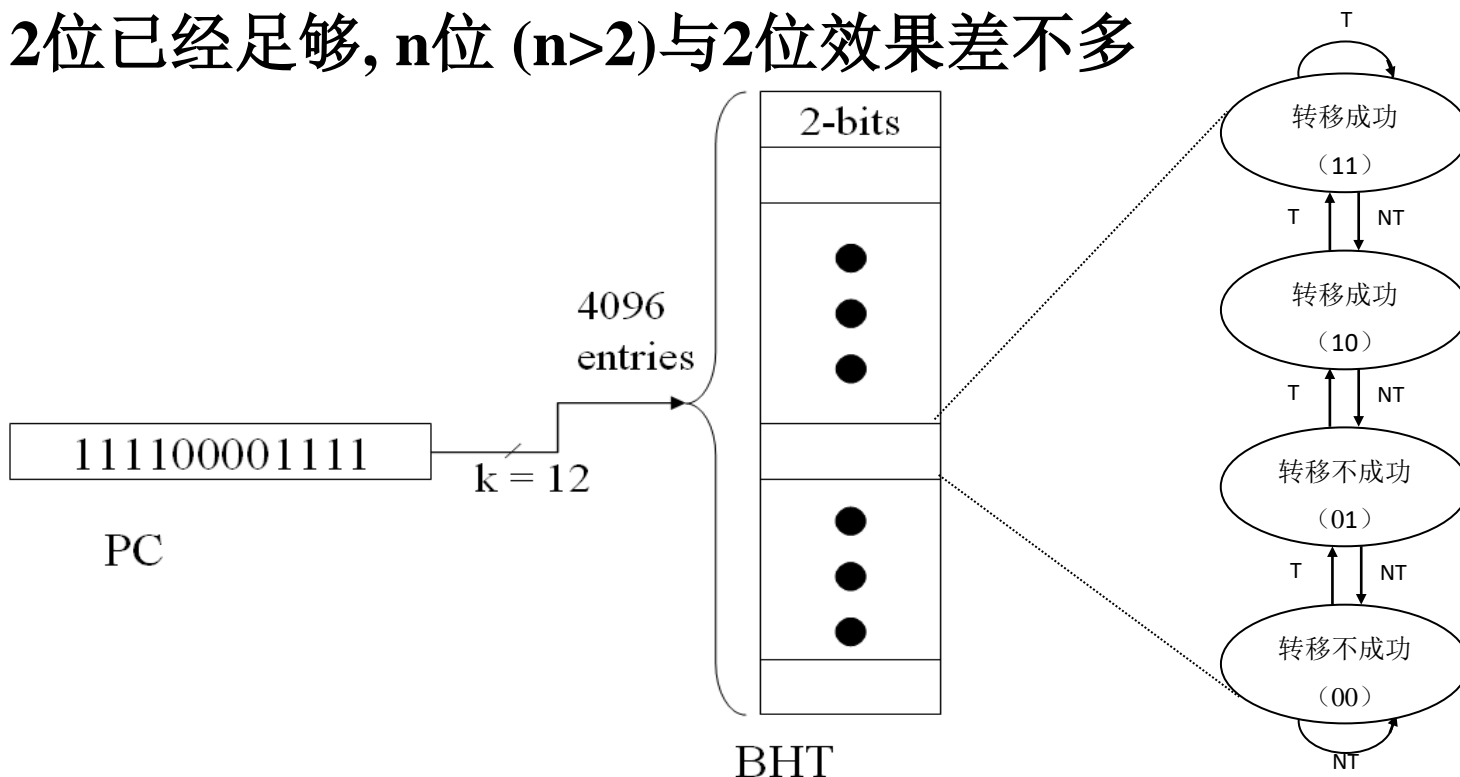 2位已经足够, n位 (n>2)与2位效果差不多
2-bits
4096
entries
111100001111
k = 12
PC
BHT
T
转移成功
（11）
T
NT
转移成功
（10）
T
NT
转移不成功
（01）
T
NT
转移不成功
（00）
NT